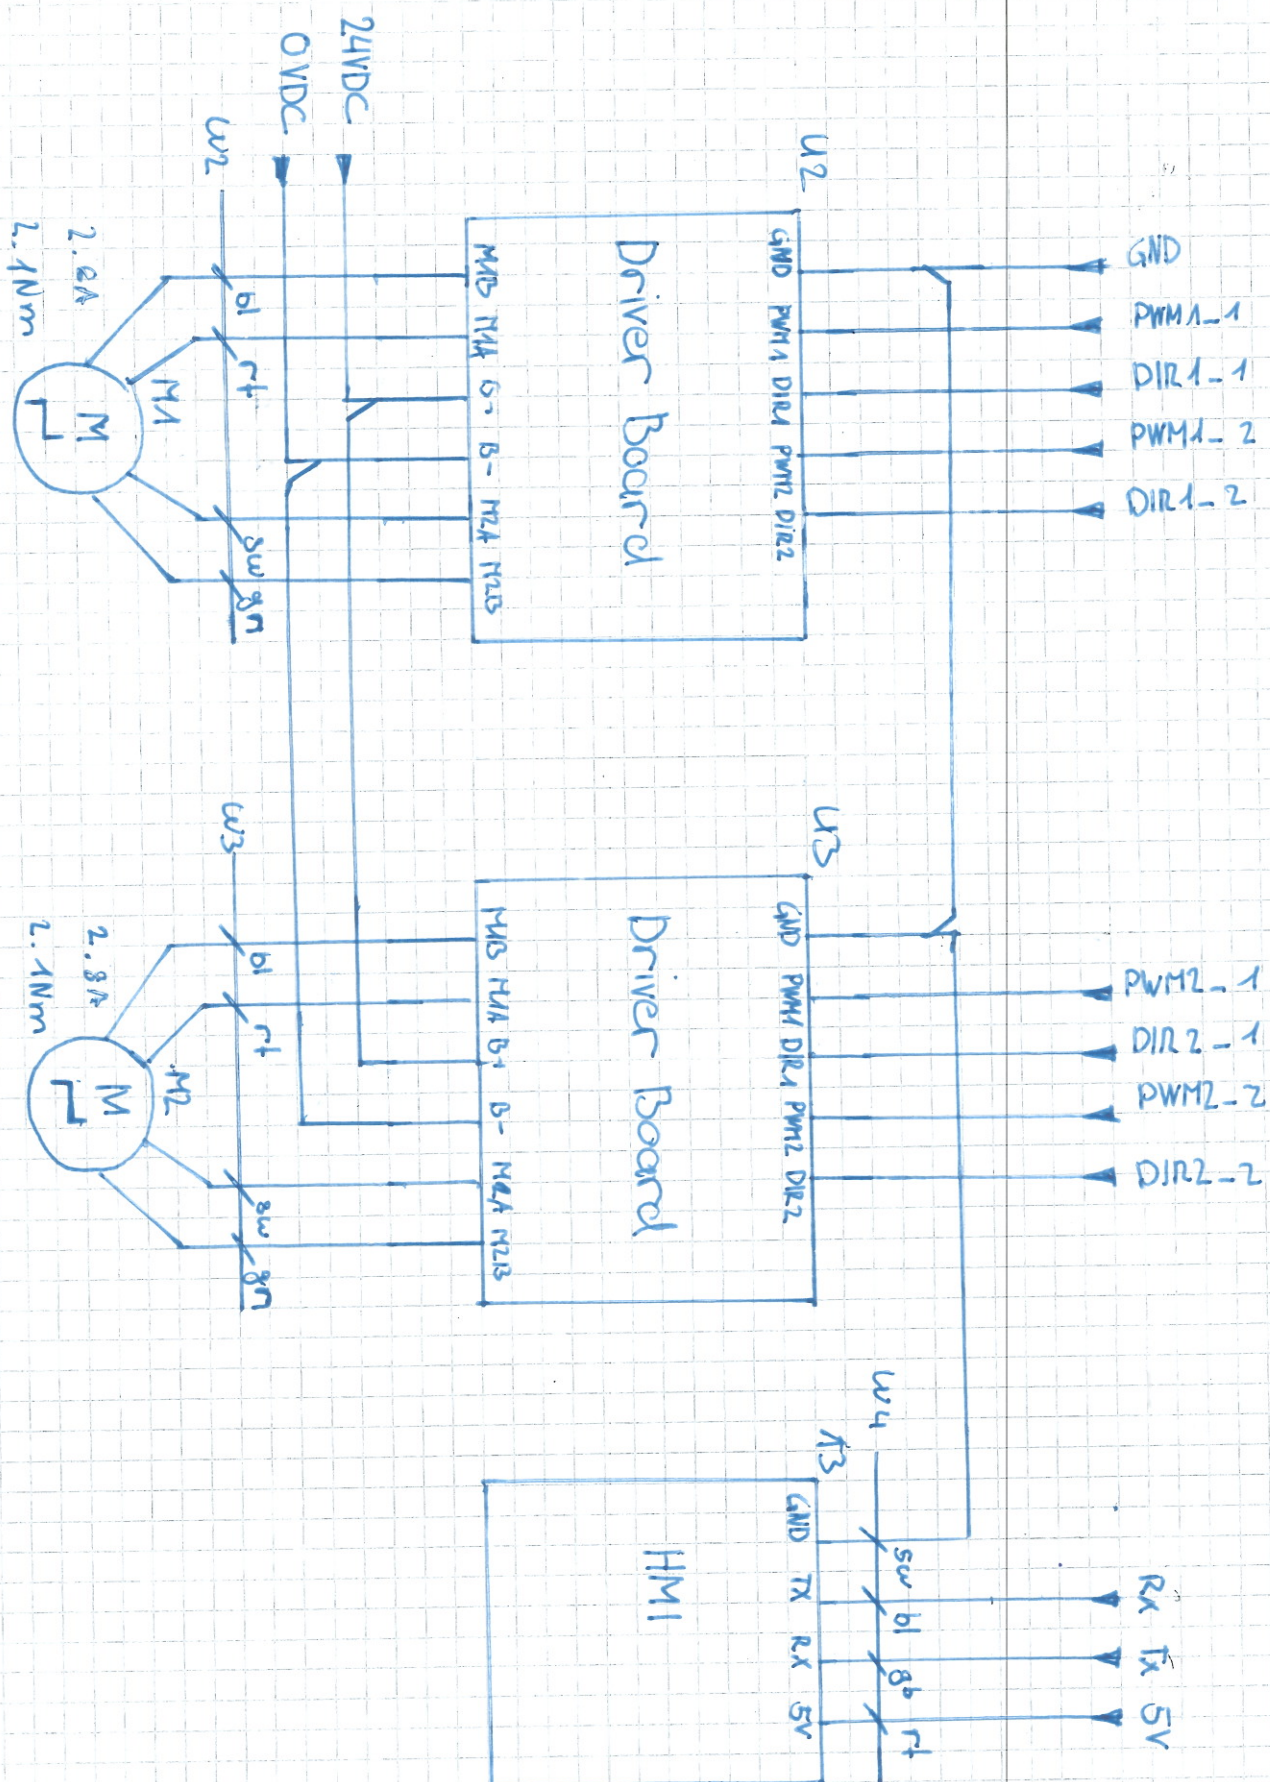 GND PWM1_1 DIR1_1 PWM1_2 DIR1_2
PWM2_1 DIR2_1 PWM2_2 DIR2_2
Rx Tx 5V
U2
GND PWM1 DIR1 PWM2 DIR2
Driver Board
M1B M1A B- M2A M2B
24VDC
0VDC
W2
bl rt sw gn
M1
M
2.1Nm
U3
GND PWM1 DIR1 PWM2 DIR2
Driver Board
M1B M1A B+ B- M2A M2B
W3
bl rt sw gn
M2
M
2.8A
2.1Nm
W4
sw bl gb rt
A3
GND TX RX 5V
HMI